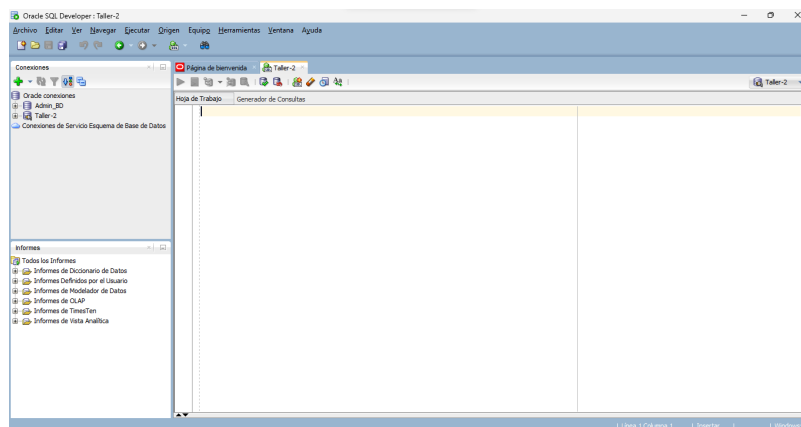 Oracle SQL Developer : Taller-2
Archivo Editar Ver Navegar Ejecutar Origen Equipo Herramientas Ventana Ayuda
Conexiones
Oracle conexiones
Admin_BD
Taller-2
Conexiones de Servicio Esquema de Base de Datos
Informes
Todos los Informes
Informes de Diccionario de Datos
Informes Definidos por el Usuario
Informes de Modelador de Datos
Informes de OLAP
Informes de TimesTen
Informes de Vista Analítica
Página de bienvenida Taller-2
Taller-2
Hoja de Trabajo Generador de Consultas
Línea 1 Columna 1 Insertar Windows